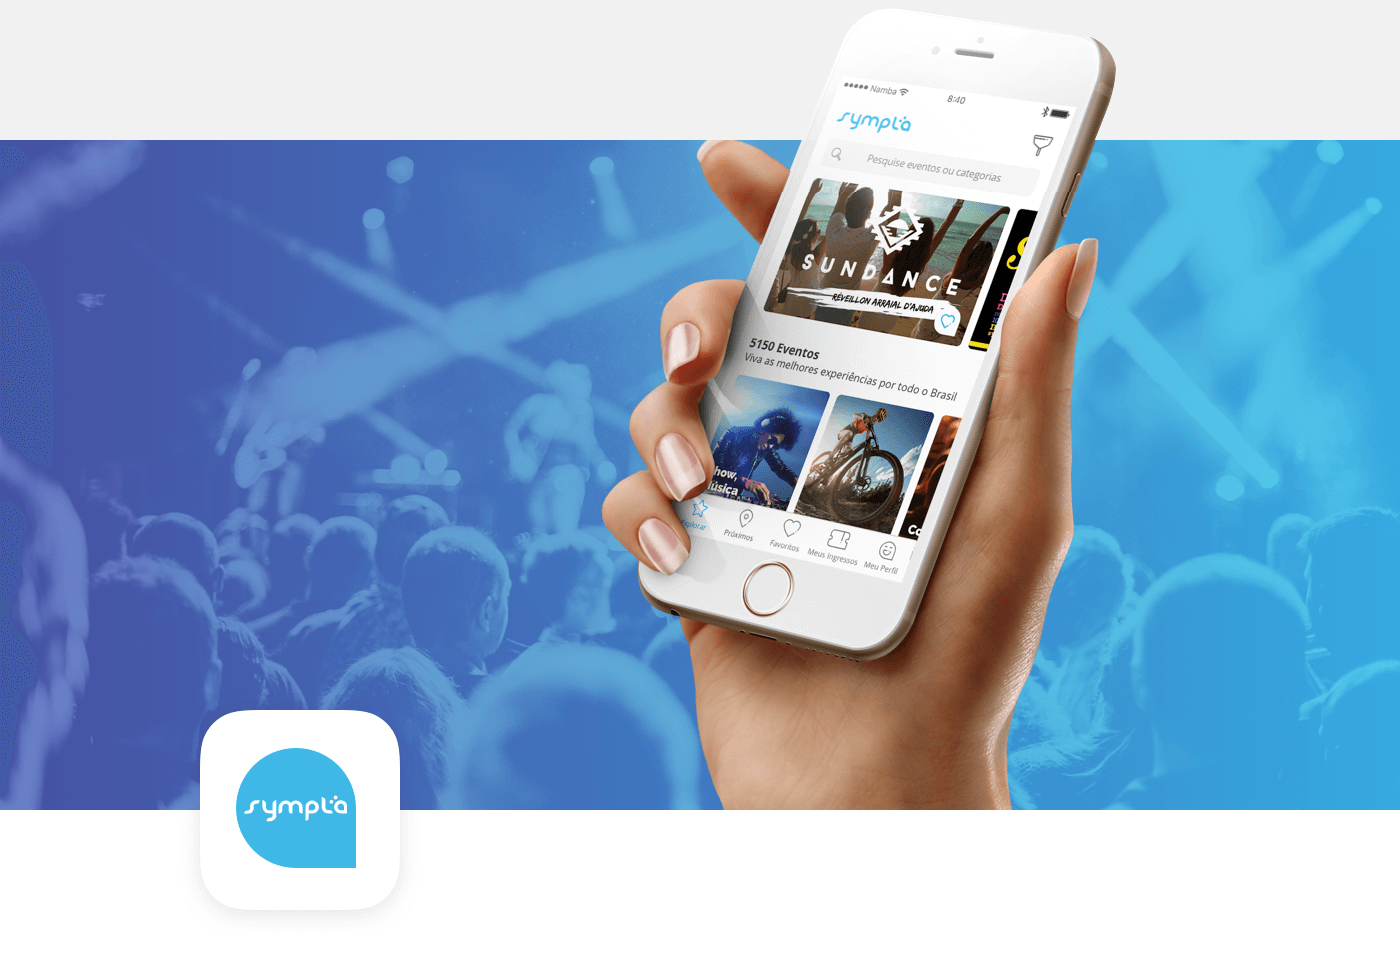 Namba
8:40
sympla
Pesquise eventos ou categorias
SUNDANCE
RÉVEILLON ARRAIAL D'AJUDA
5150 Eventos
Viva as melhores experiências por todo o Brasil
how,
úsica
Co
Explorar
Próximos
Favoritos
Meus Ingressos
Meu Perfil
sympla